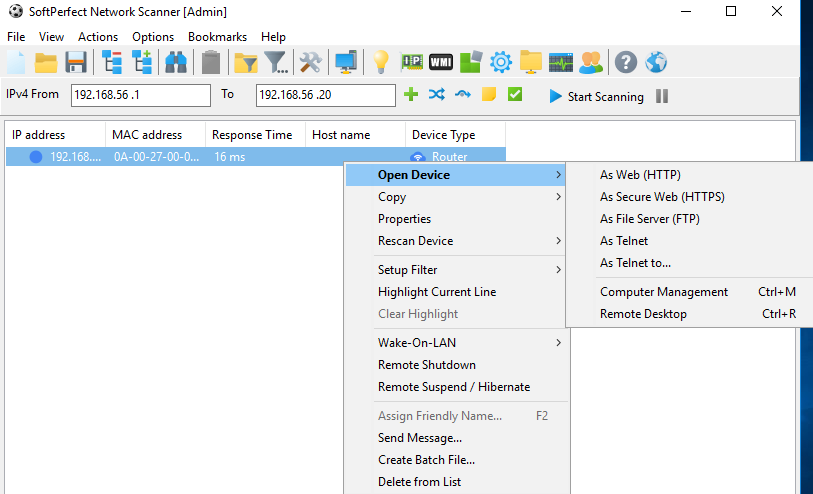 SoftPerfect Network Scanner [Admin]
File View Actions Options Bookmarks Help
IP WMI
IPv4 From 192.168.56 .1 To 192.168.56 .20 Start Scanning
IP address MAC address Response Time Host name Device Type
192.168.... 0A-00-27-00-0... 16 ms Router
Open Device
Copy
Properties
Rescan Device
Setup Filter
Highlight Current Line
Clear Highlight
Wake-On-LAN
Remote Shutdown
Remote Suspend / Hibernate
Assign Friendly Name... F2
Send Message...
Create Batch File...
Delete from List
As Web (HTTP)
As Secure Web (HTTPS)
As File Server (FTP)
As Telnet
As Telnet to...
Computer Management Ctrl+M
Remote Desktop Ctrl+R